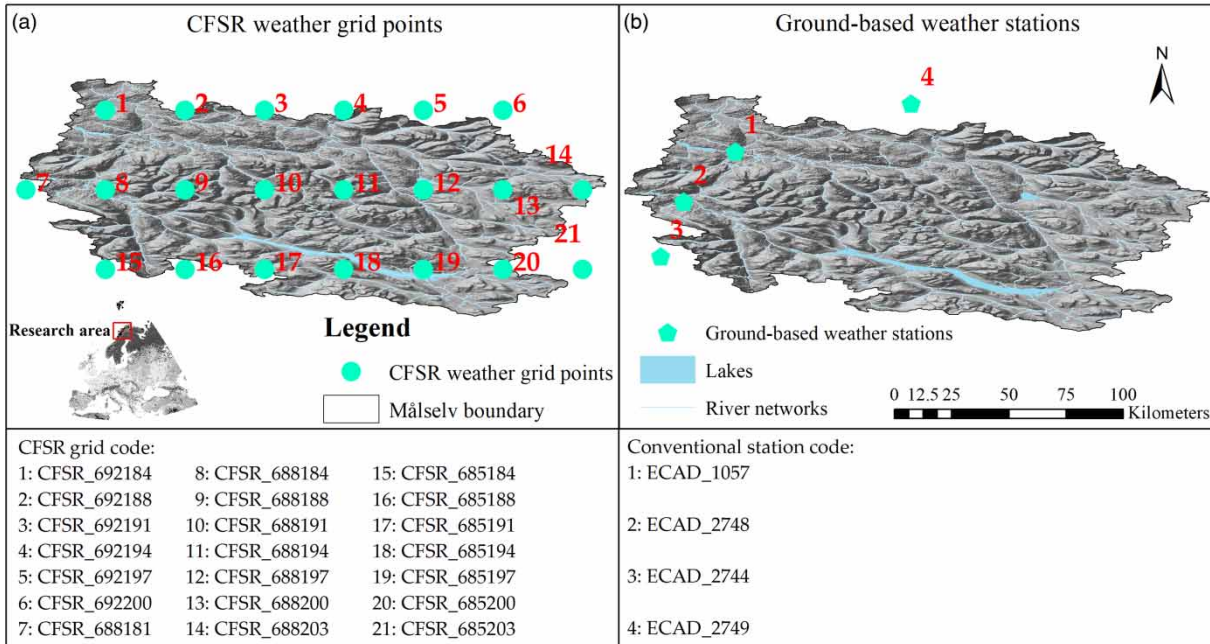 (a)
CFSR weather grid points
1
2
3
4
5
6
7
8
9
10
11
12
13
14
15
16
17
18
19
20
21
Research area
Legend
CFSR weather grid points
Målselv boundary
(b)
Ground-based weather stations
N
4
1
2
3
Ground-based weather stations
Lakes
River networks
0 12.5 25 50 75 100
Kilometers
CFSR grid code:
1: CFSR_692184 8: CFSR_688184 15: CFSR_685184
2: CFSR_692188 9: CFSR_688188 16: CFSR_685188
3: CFSR_692191 10: CFSR_688191 17: CFSR_685191
4: CFSR_692194 11: CFSR_688194 18: CFSR_685194
5: CFSR_692197 12: CFSR_688197 19: CFSR_685197
6: CFSR_692200 13: CFSR_688200 20: CFSR_685200
7: CFSR_688181 14: CFSR_688203 21: CFSR_685203
Conventional station code:
1: ECAD_1057
2: ECAD_2748
3: ECAD_2744
4: ECAD_2749